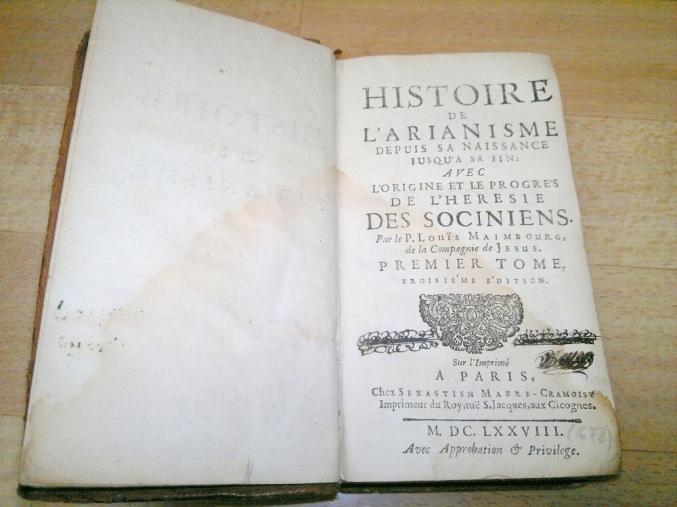 HISTOIRE
DE
L'ARIANISME
DEPUIS SA NAISSANCE
JUSQU'A SA FIN:
AVEC
L'ORIGINE ET LE PROGRE'S
DE L'HERESIE
DES SOCINIENS.
Par le P. LOUÏS MAIMBOURG,
de la Compagnie de JESUS.
PREMIER TOME.
TROISIE'ME E'DITION.
Sur l'Imprimé
A PARIS,
Chez SEBASTIEN MABRE-CRAMOISY
Imprimeur du Roy, ruë S. Jacques, aux Cicognes.
M. DC. LXXVIII. (1678)
Avec Approbation & Privilege.